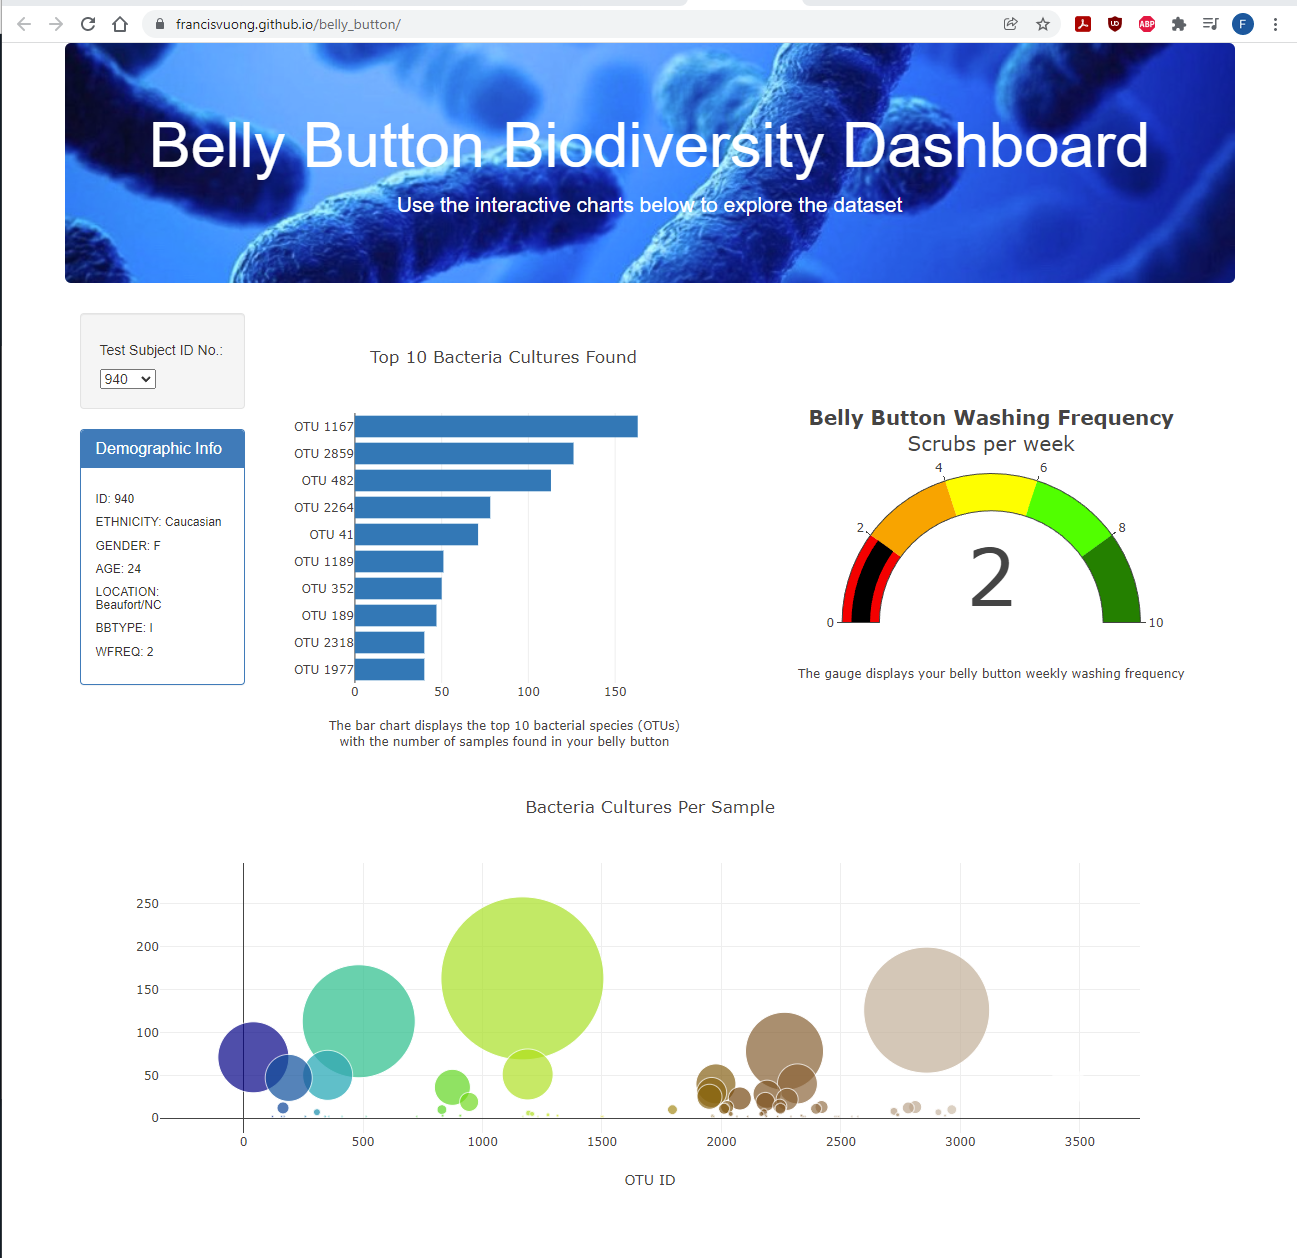 francisvuong.github.io/belly_button/
UD
ABP
F
Belly Button Biodiversity Dashboard
Use the interactive charts below to explore the dataset
Test Subject ID No.:
940
Demographic Info
ID: 940
ETHNICITY: Caucasian
GENDER: F
AGE: 24
LOCATION:
Beaufort/NC
BBTYPE: I
WFREQ: 2
Top 10 Bacteria Cultures Found
OTU 1167
OTU 2859
OTU 482
OTU 2264
OTU 41
OTU 1189
OTU 352
OTU 189
OTU 2318
OTU 1977
0 50 100 150
The bar chart displays the top 10 bacterial species (OTUs)
with the number of samples found in your belly button
Belly Button Washing Frequency
Scrubs per week
4 6
2 8
2
0 10
The gauge displays your belly button weekly washing frequency
Bacteria Cultures Per Sample
250
200
150
100
50
0
0 500 1000 1500 2000 2500 3000 3500
OTU ID